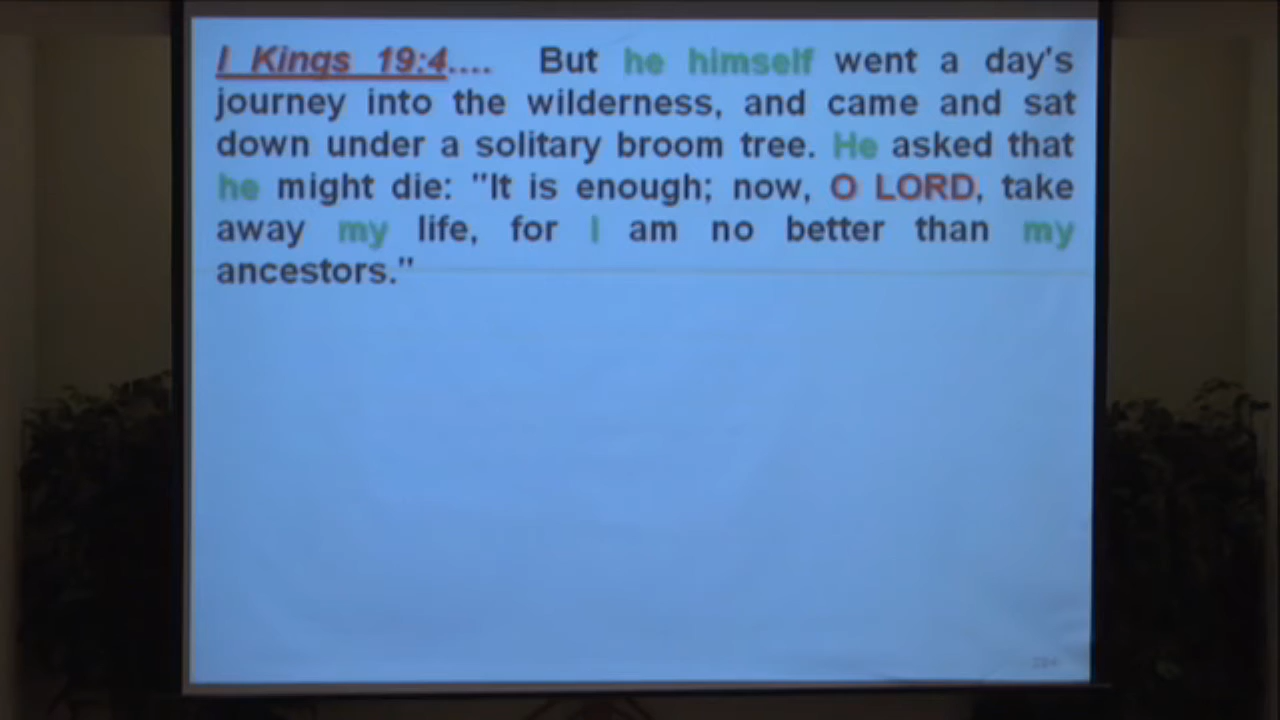 I Kings 19:4.... But he himself went a day's
journey into the wilderness, and came and sat
down under a solitary broom tree. He asked that
he might die: "It is enough; now, O LORD, take
away my life, for I am no better than my
ancestors."